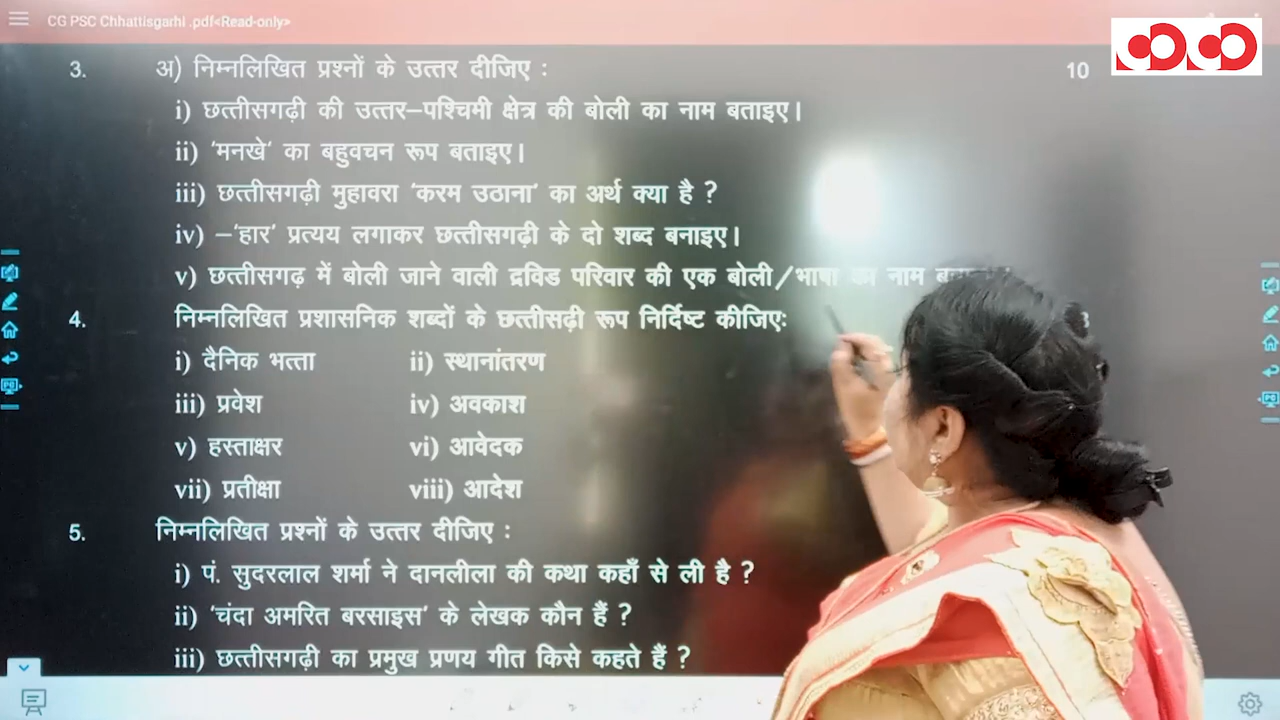 CG PSC Chhattisgarhi .pdf<Read-only>
3. अ) निम्नलिखित प्रश्नों के उत्तर दीजिए : 10
i) छत्तीसगढ़ी की उत्तर–पश्चिमी क्षेत्र की बोली का नाम बताइए।
ii) 'मनखे' का बहुवचन रूप बताइए।
iii) छत्तीसगढ़ी मुहावरा 'करम उठाना' का अर्थ क्या है ?
iv) –'हार' प्रत्यय लगाकर छत्तीसगढ़ी के दो शब्द बनाइए।
v) छत्तीसगढ़ में बोली जाने वाली द्रविड परिवार की एक बोली/भाषा का नाम
4. निम्नलिखित प्रशासनिक शब्दों के छत्तीसढ़ी रूप निर्दिष्ट कीजिएः
i) दैनिक भत्ता ii) स्थानांतरण
iii) प्रवेश iv) अवकाश
v) हस्ताक्षर vi) आवेदक
vii) प्रतीक्षा viii) आदेश
5. निम्नलिखित प्रश्नों के उत्तर दीजिए :
i) पं. सुदरलाल शर्मा ने दानलीला की कथा कहाँ से ली है ?
ii) 'चंदा अमरित बरसाइस' के लेखक कौन हैं ?
iii) छत्तीसगढ़ी का प्रमुख प्रणय गीत किसे कहते हैं ?